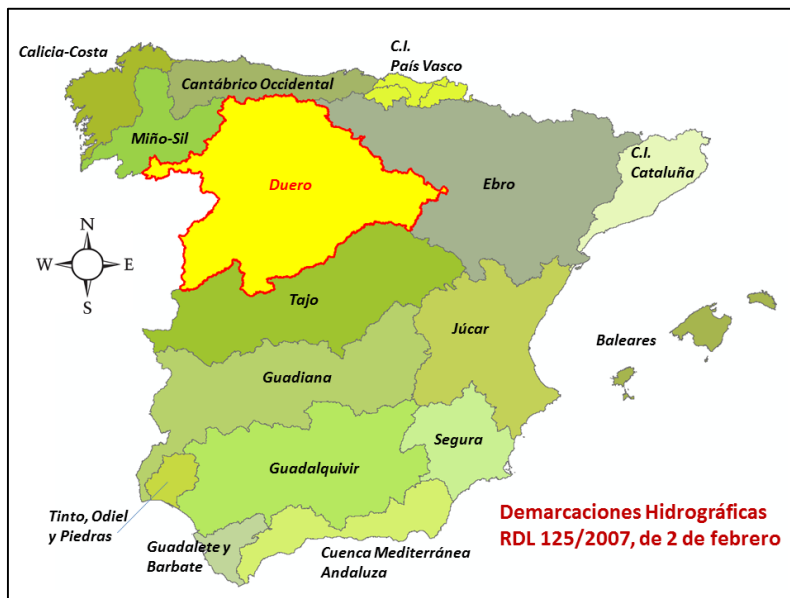 Calicia-Costa
C.I.
País Vasco
Cantábrico Occidental
Miño-Sil
C.I.
Cataluña
Duero
Ebro
N
W
E
S
Tajo
Júcar
Baleares
Guadiana
Segura
Guadalquivir
Tinto, Odiel
y Piedras
Guadalete y
Barbate
Cuenca Mediterránea
Andaluza
Demarcaciones Hidrográficas
RDL 125/2007, de 2 de febrero